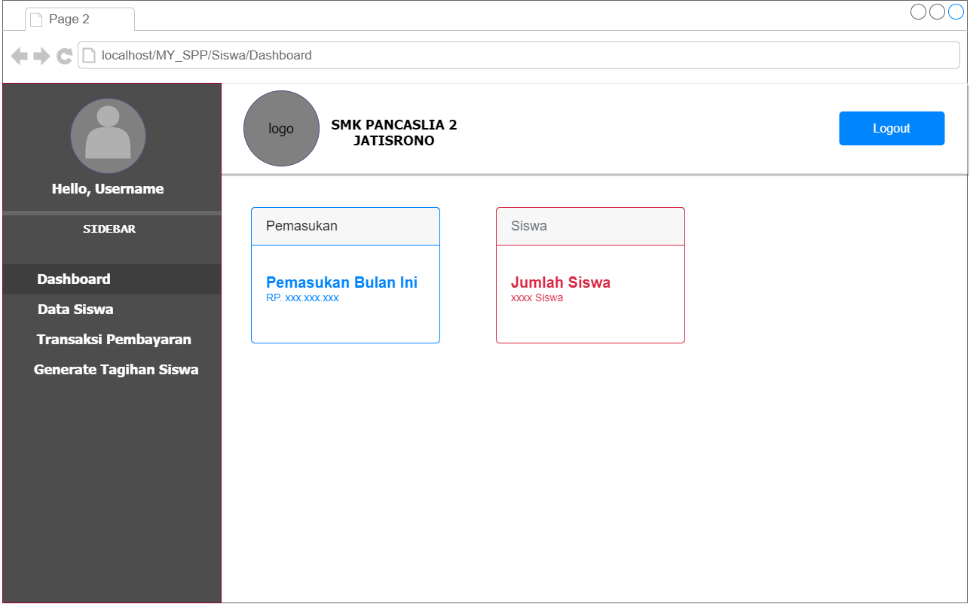 Page 2
localhost/MY_SPP/Siswa/Dashboard
Hello, Username
SIDEBAR
Dashboard
Data Siswa
Transaksi Pembayaran
Generate Tagihan Siswa
logo
SMK PANCASLIA 2
JATISRONO
Logout
Pemasukan
Pemasukan Bulan Ini
RP. xxx.xxx.xxx
Siswa
Jumlah Siswa
xxxx Siswa